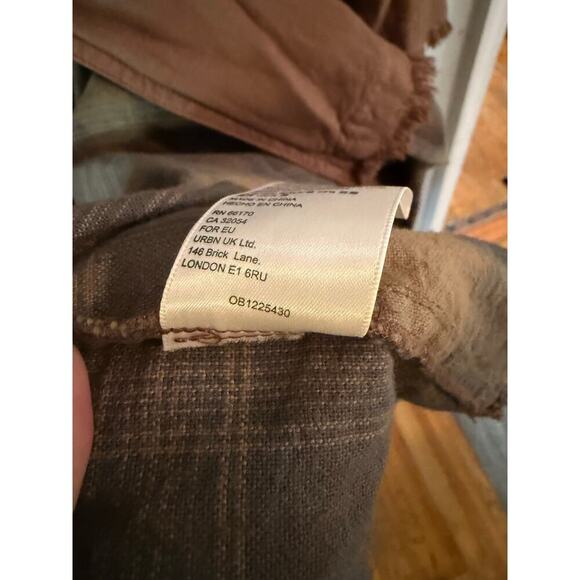 MADE IN CHINA
HECHO EN CHINA
RN 66170
CA 32054
FOR EU
URBN UK Ltd.
146 Brick Lane,
LONDON E1 6RU
OB1225430